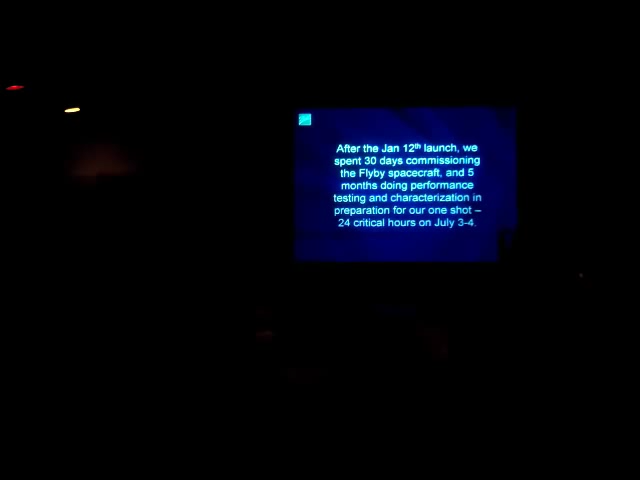 After the Jan 12th launch, we
spent 30 days commissioning
the Flyby spacecraft, and 5
months doing performance
testing and characterization in
preparation for our one shot –
24 critical hours on July 3-4.